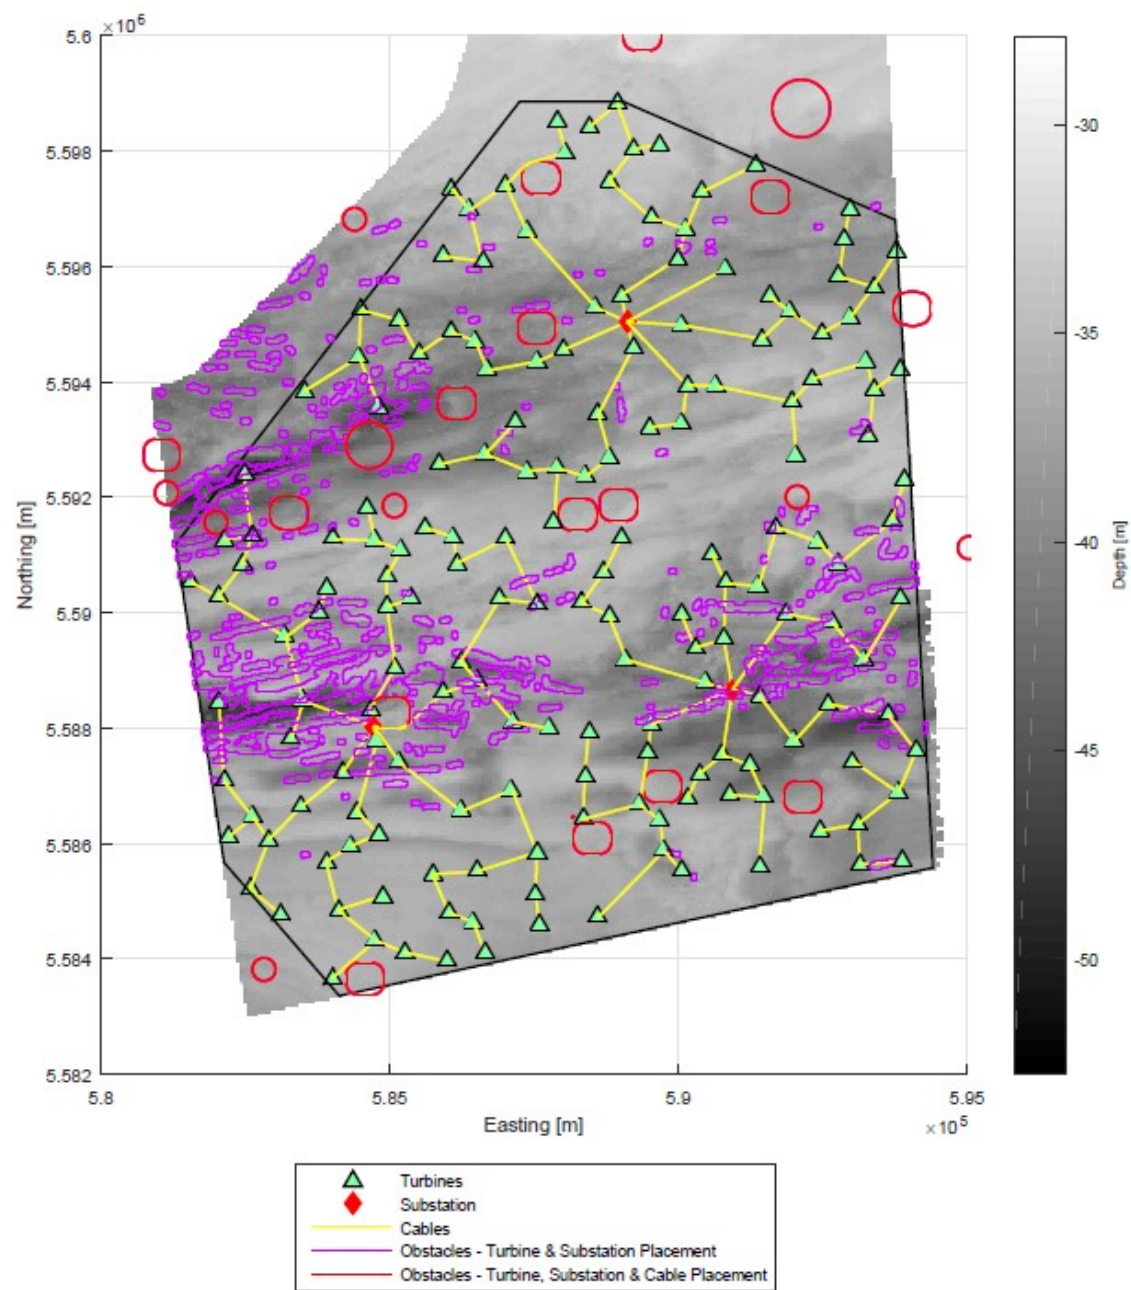 ×10⁶
5.6
5.598
5.596
5.594
5.592
5.59
5.588
5.586
5.584
5.582
Northing [m]
5.8
5.85
5.9
5.95
Easting [m]
×10⁵
-30
-35
-40
-45
-50
Depth [m]
Turbines
Substation
Cables
Obstacles - Turbine & Substation Placement
Obstacles - Turbine, Substation & Cable Placement